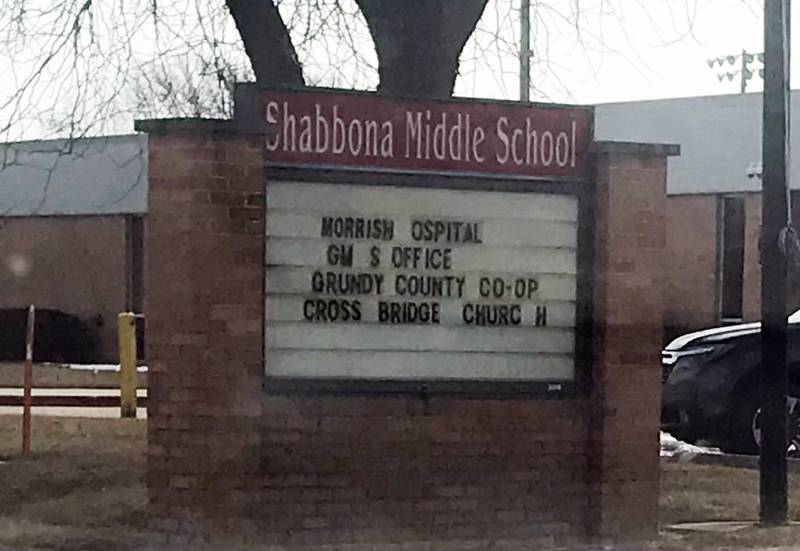 Shabbona Middle School
MORRISH OSPITAL
GM S OFFICE
GRUNDY COUNTY CO-OP
CROSS BRIDGE CHURC H